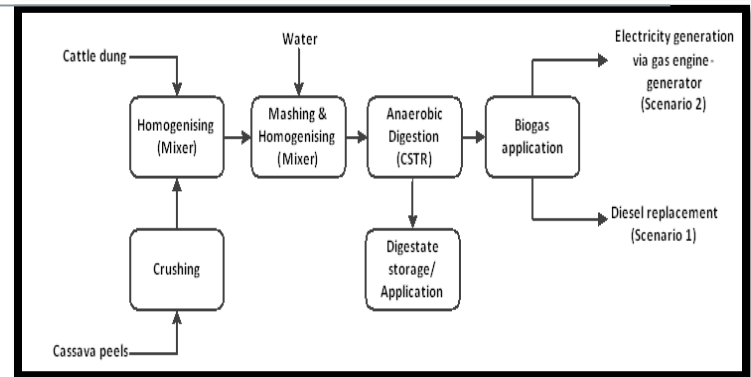 Cattle dung
Water
Electricity generation
via gas engine-
generator
(Scenario 2)
Homogenising
(Mixer)
Mashing &
Homogenising
(Mixer)
Anaerobic
Digestion
(CSTR)
Biogas
application
Crushing
Digestate
storage/
Application
Diesel replacement
(Scenario 1)
Cassava peels